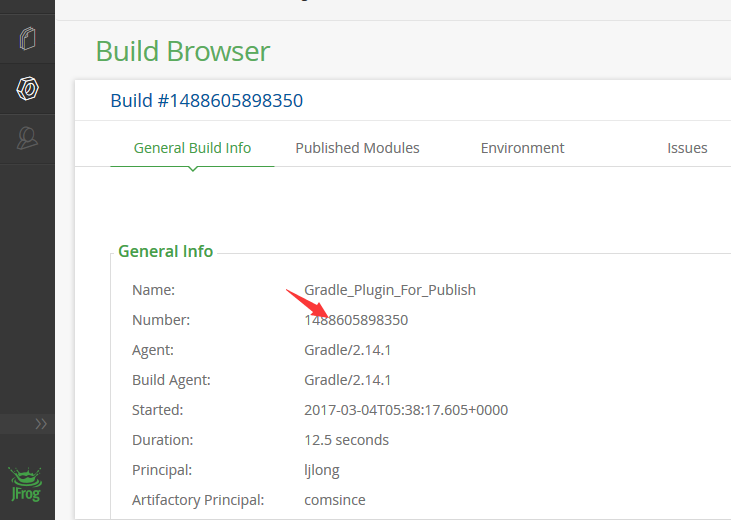 Build Browser
Build #1488605898350
General Build Info Published Modules Environment Issues
General Info
Name: Gradle_Plugin_For_Publish
Number: 1488605898350
Agent: Gradle/2.14.1
Build Agent: Gradle/2.14.1
Started: 2017-03-04T05:38:17.605+0000
Duration: 12.5 seconds
Principal: ljlong
Artifactory Principal: comsince
JFrog